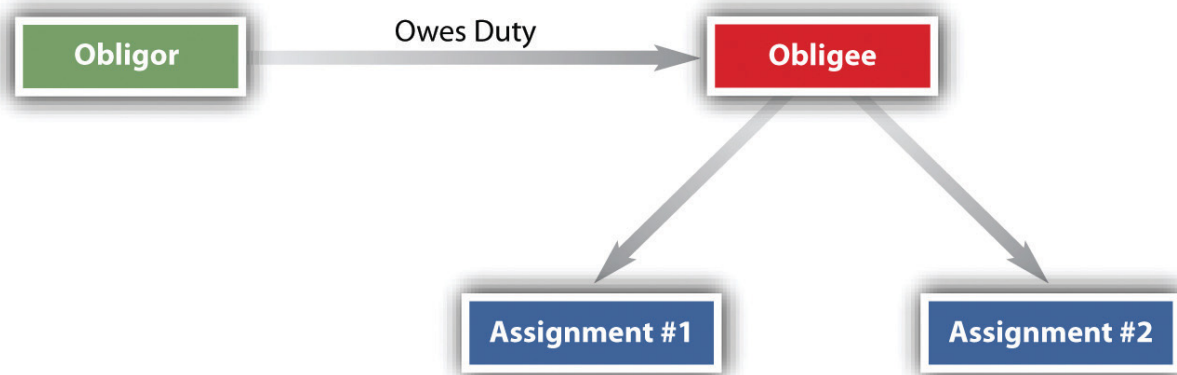 Obligor
Owes Duty
Obligee
Assignment #1
Assignment #2